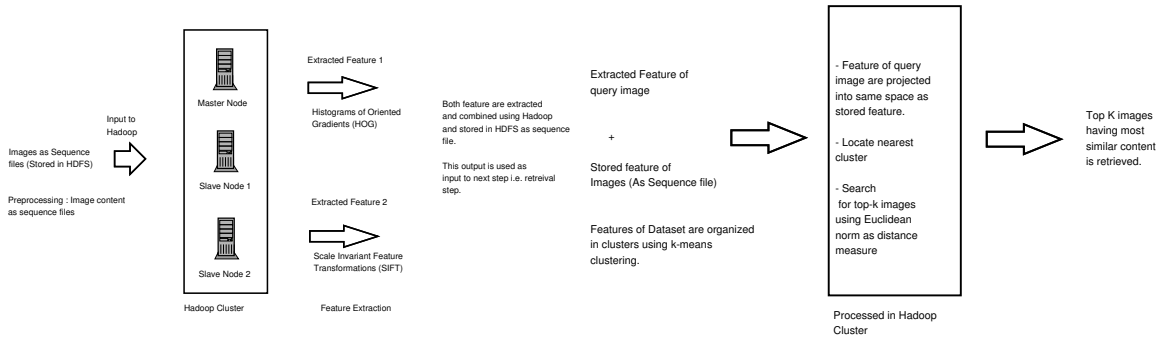 Images as Sequence
files (Stored in HDFS)
Preprocessing : Image content
as sequence files
Input to
Hadoop
Master Node
Slave Node 1
Slave Node 2
Hadoop Cluster
Extracted Feature 1
Histograms of Oriented
Gradients (HOG)
Extracted Feature 2
Scale Invariant Feature
Transformations (SIFT)
Feature Extraction
Both feature are extracted
and combined using Hadoop
and stored in HDFS as sequence
file.
This output is used as
input to next step i.e. retreival
step.
Extracted Feature of
query image
+
Stored feature of
Images (As Sequence file)
Features of Dataset are organized
in clusters using k-means
clustering.
- Feature of query
image are projected
into same space as
stored feature.
- Locate nearest
cluster
- Search
for top-k images
using Euclidean
norm as distance
measure
Processed in Hadoop
Cluster
Top K images
having most
similar content
is retrieved.